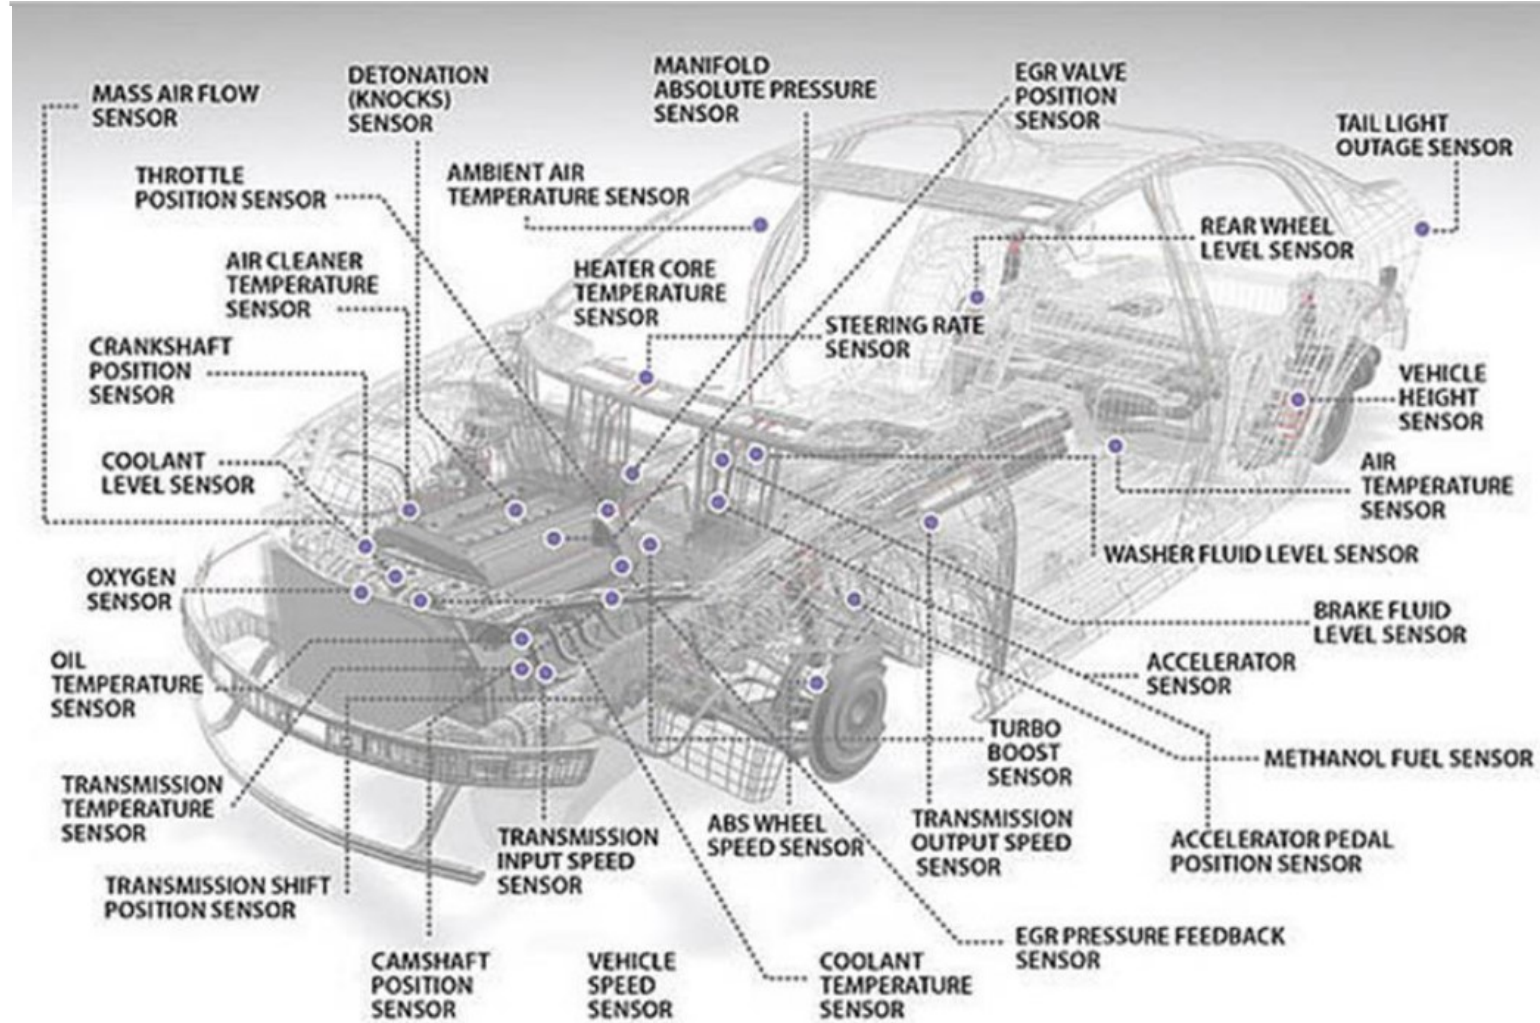 MASS AIR FLOW
SENSOR
DETONATION
(KNOCKS)
SENSOR
MANIFOLD
ABSOLUTE PRESSURE
SENSOR
EGR VALVE
POSITION
SENSOR
TAIL LIGHT
OUTAGE SENSOR
THROTTLE
POSITION SENSOR
AMBIENT AIR
TEMPERATURE SENSOR
REAR WHEEL
LEVEL SENSOR
AIR CLEANER
TEMPERATURE
SENSOR
HEATER CORE
TEMPERATURE
SENSOR
STEERING RATE
SENSOR
CRANKSHAFT
POSITION
SENSOR
VEHICLE
HEIGHT
SENSOR
COOLANT
LEVEL SENSOR
AIR
TEMPERATURE
SENSOR
WASHER FLUID LEVEL SENSOR
OXYGEN
SENSOR
BRAKE FLUID
LEVEL SENSOR
OIL
TEMPERATURE
SENSOR
ACCELERATOR
SENSOR
TURBO
BOOST
SENSOR
METHANOL FUEL SENSOR
TRANSMISSION
TEMPERATURE
SENSOR
TRANSMISSION
INPUT SPEED
SENSOR
ABS WHEEL
SPEED SENSOR
TRANSMISSION
OUTPUT SPEED
SENSOR
ACCELERATOR PEDAL
POSITION SENSOR
TRANSMISSION SHIFT
POSITION SENSOR
EGR PRESSURE FEEDBACK
SENSOR
CAMSHAFT
POSITION
SENSOR
VEHICLE
SPEED
SENSOR
COOLANT
TEMPERATURE
SENSOR